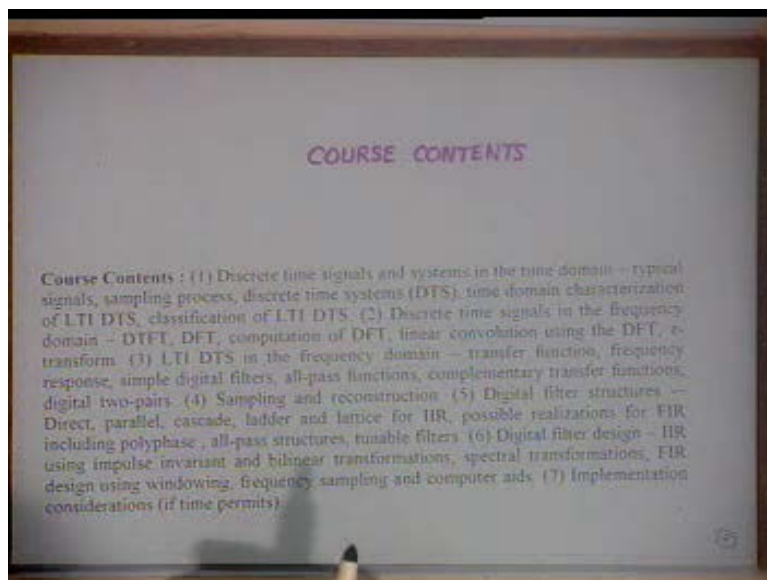 COURSE CONTENTS
Course Contents : (1) Discrete time signals and systems in the time domain – typical
signals, sampling process, discrete time systems (DTS), time domain characterization
of LTI DTS, classification of LTI DTS (2) Discrete time signals in the frequency
domain – DTFT, DFT, computation of DFT, linear convolution using the DFT, z-
transform (3) LTI DTS in the frequency domain – transfer function, frequency
response, simple digital filters, all-pass functions, complementary transfer functions,
digital two-pairs (4) Sampling and reconstruction (5) Digital filter structures –
Direct, parallel, cascade, ladder and lattice for IIR, possible realizations for FIR
including polyphase , all-pass structures, tunable filters (6) Digital filter design – IIR
using impulse invariant and bilinear transformations, spectral transformations, FIR
design using windowing, frequency sampling and computer aids (7) Implementation
considerations (if time permits)